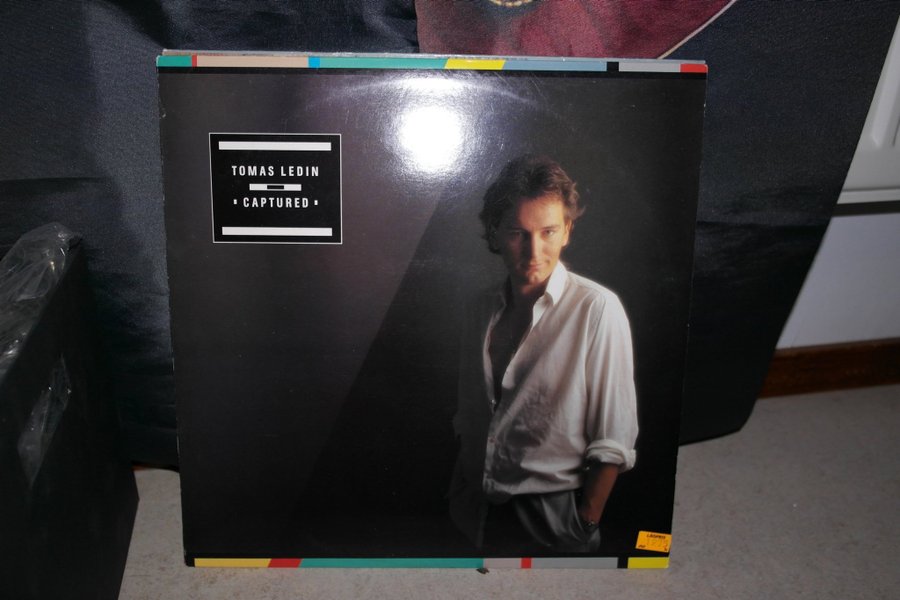 TOMAS LEDIN
CAPTURED